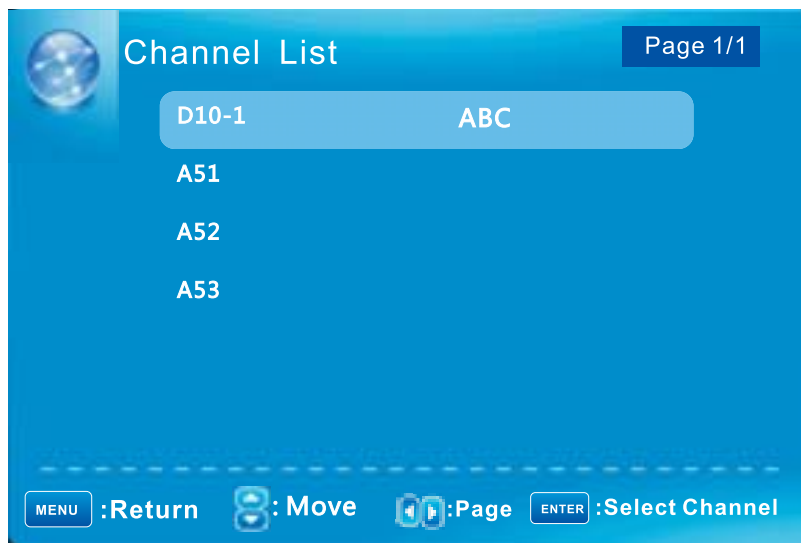 Channel List Page 1/1
D10-1 ABC
A51
A52
A53
MENU :Return : Move :Page ENTER :Select Channel